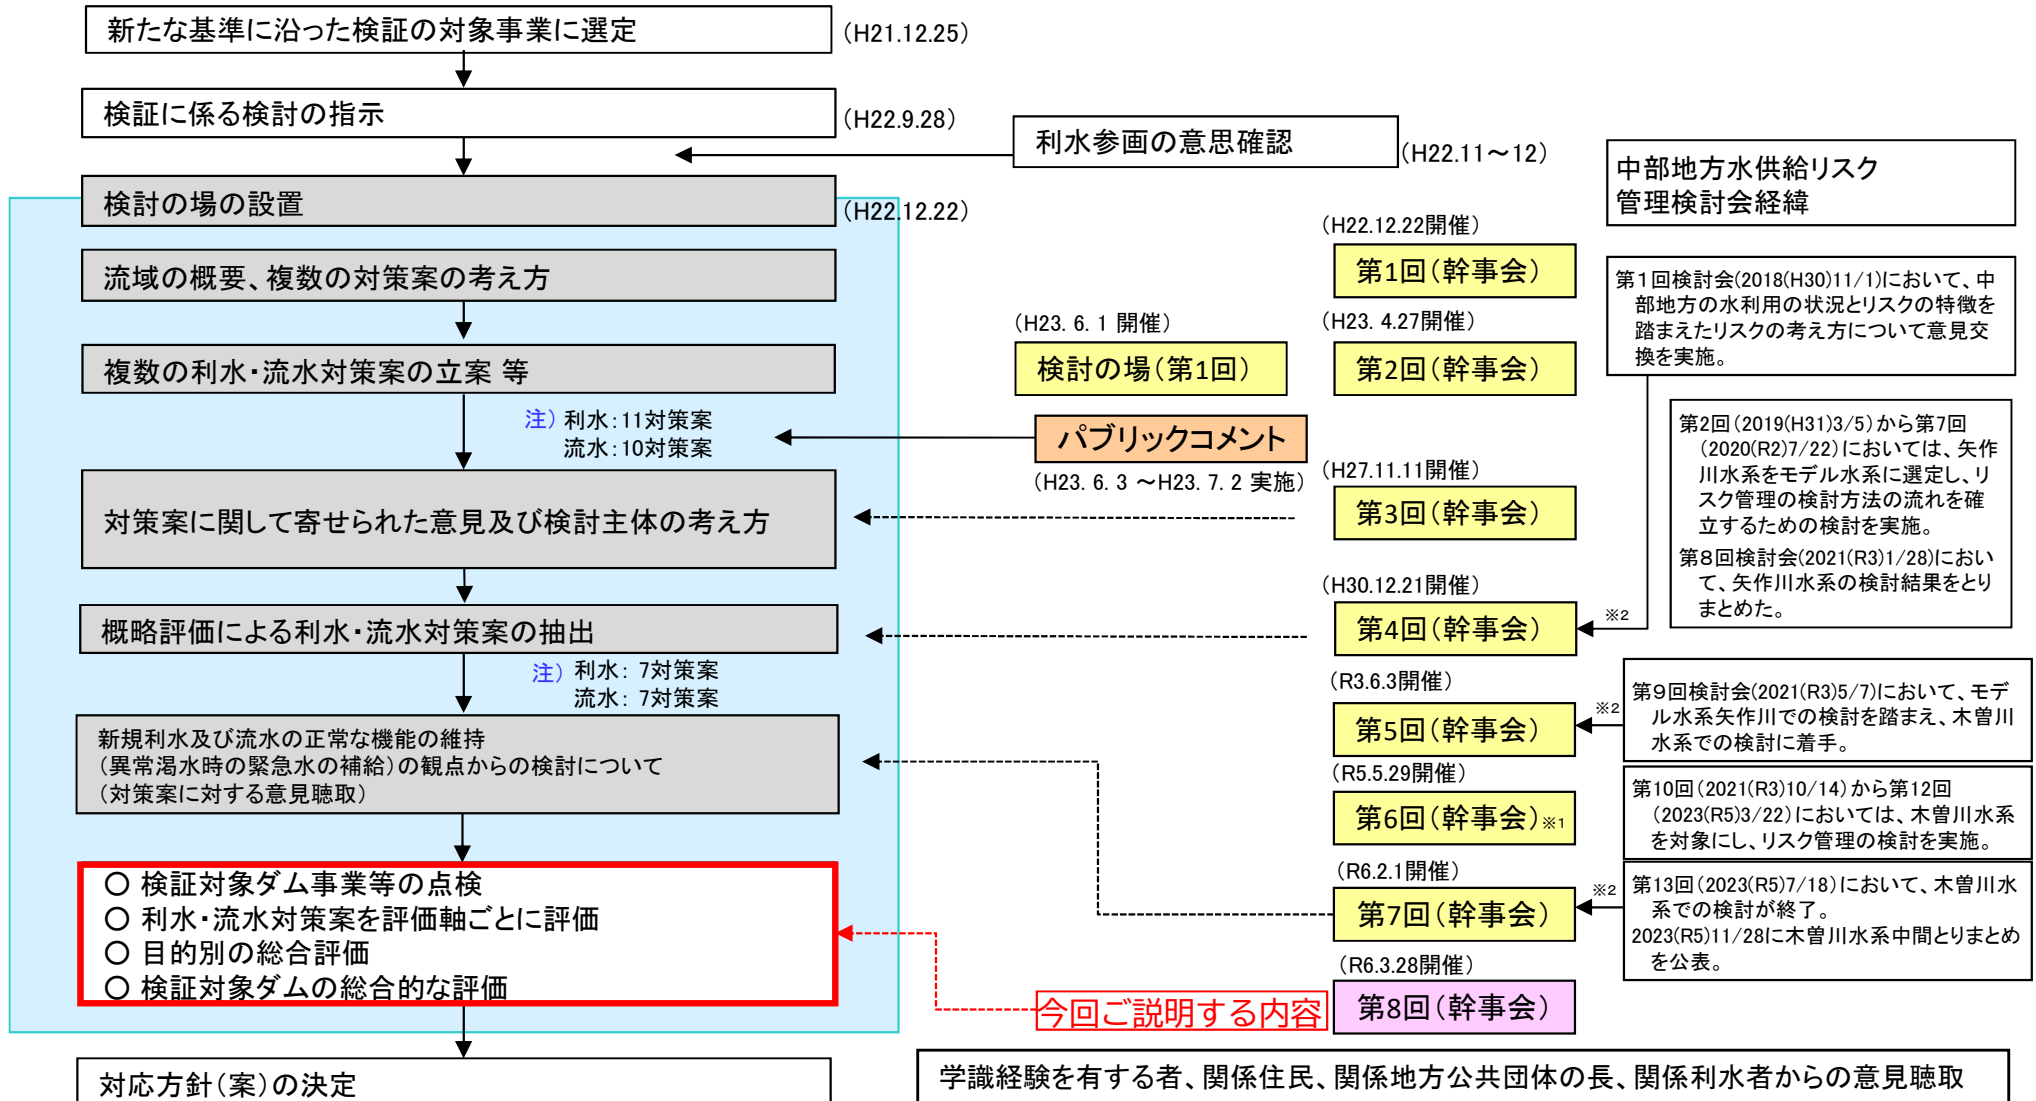 新たな基準に沿った検証の対象事業に選定
(H21.12.25)
検証に係る検討の指示
(H22.9.28)
利水参画の意思確認
(H22.11～12)
検討の場の設置
(H22.12.22)
流域の概要、複数の対策案の考え方
複数の利水・流水対策案の立案 等
注) 利水：11対策案
流水：10対策案
対策案に関して寄せられた意見及び検討主体の考え方
概略評価による利水・流水対策案の抽出
注) 利水： 7対策案
流水： 7対策案
新規利水及び流水の正常な機能の維持
(異常渇水時の緊急水の補給)の観点からの検討について
(対策案に対する意見聴取)
○ 検証対象ダム事業等の点検
○ 利水・流水対策案を評価軸ごとに評価
○ 目的別の総合評価
○ 検証対象ダムの総合的な評価
対応方針(案)の決定
(H23. 6. 1 開催)
検討の場(第1回)
パブリックコメント
(H23. 6. 3 ～H23. 7. 2 実施)
今回ご説明する内容
(H22.12.22開催)
第1回(幹事会)
(H23. 4.27開催)
第2回(幹事会)
(H27.11.11開催)
第3回(幹事会)
(H30.12.21開催)
第4回(幹事会)
※2
(R3.6.3開催)
第5回(幹事会)
※2
(R5.5.29開催)
第6回(幹事会)※1
(R6.2.1開催)
第7回(幹事会)
※2
(R6.3.28開催)
第8回(幹事会)
中部地方水供給リスク
管理検討会経緯
第1回検討会(2018(H30)11/1)において、中
部地方の水利用の状況とリスクの特徴を
踏まえたリスクの考え方について意見交
換を実施。
第2回(2019(H31)3/5)から第7回
(2020(R2)7/22)においては、矢作
川水系をモデル水系に選定し、リ
スク管理の検討方法の流れを確
立するための検討を実施。
第8回検討会(2021(R3)1/28)におい
て、矢作川水系の検討結果をとり
まとめた。
第9回検討会(2021(R3)5/7)において、モデ
ル水系矢作川での検討を踏まえ、木曽川
水系での検討に着手。
第10回(2021(R3)10/14)から第12回
(2023(R5)3/22)においては、木曽川水系
を対象にし、リスク管理の検討を実施。
第13回(2023(R5)7/18)において、木曽川水
系での検討が終了。
2023(R5)11/28に木曽川水系中間とりまとめ
を公表。
学識経験を有する者、関係住民、関係地方公共団体の長、関係利水者からの意見聴取